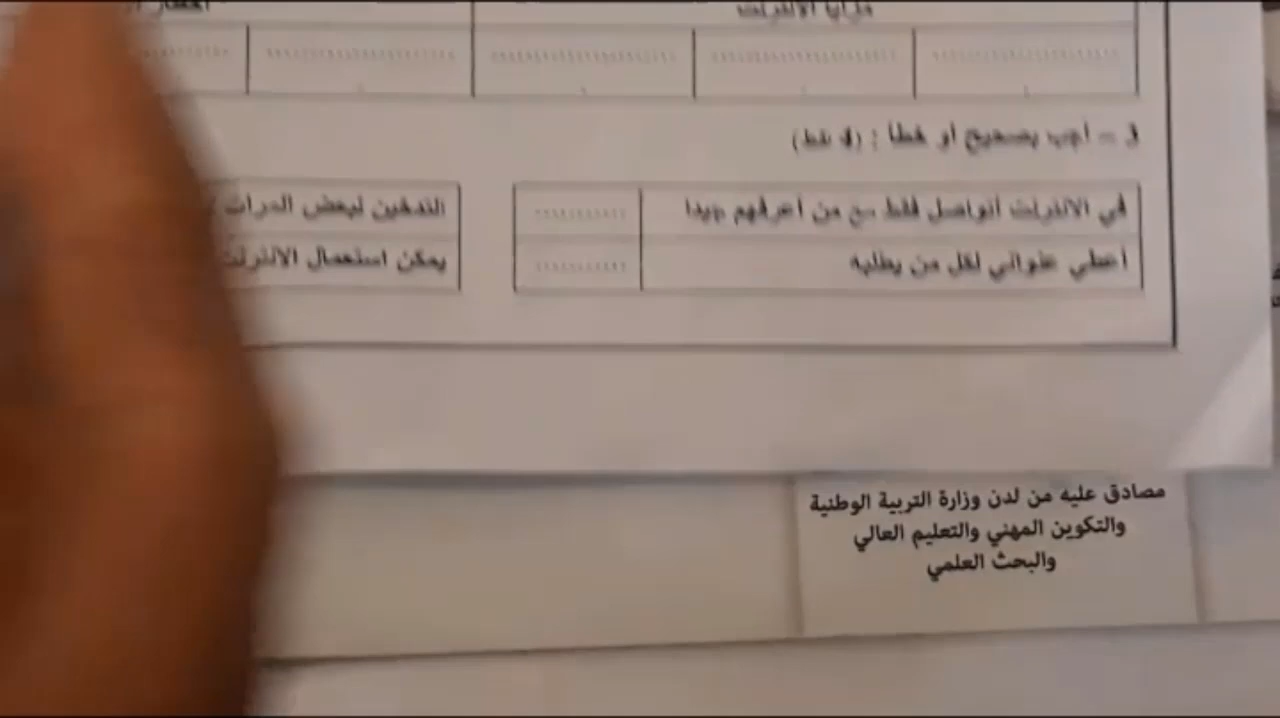 مزايا الانترنت
أجب بصحيح أو خطأ : (4 نقط)
في الانترنت أتواصل فقط مع من أعرفهم جيدا
التدخين لبعض المرات
أعطي عنواني لكل من يطلبه
يمكن استعمال الانترنت
مصادق عليه من لدن وزارة التربية الوطنية
والتكوين المهني والتعليم العالي
والبحث العلمي